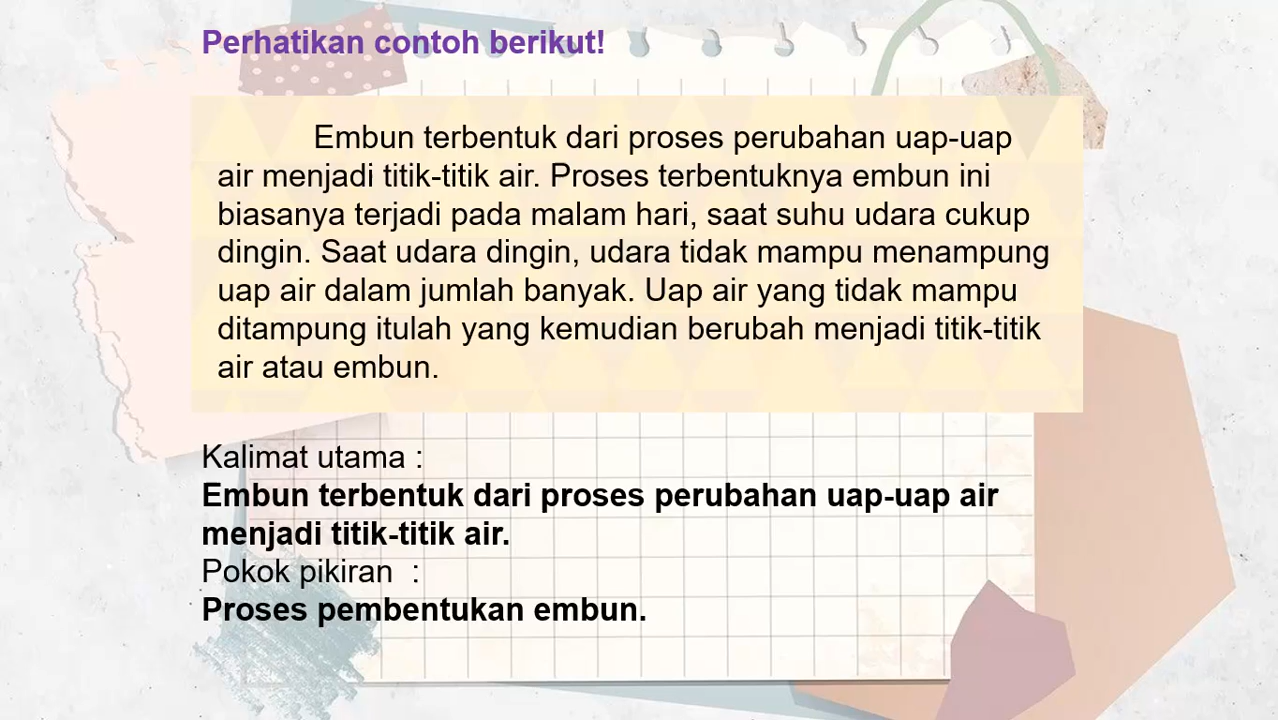 Perhatikan contoh berikut!
Embun terbentuk dari proses perubahan uap-uap
air menjadi titik-titik air. Proses terbentuknya embun ini
biasanya terjadi pada malam hari, saat suhu udara cukup
dingin. Saat udara dingin, udara tidak mampu menampung
uap air dalam jumlah banyak. Uap air yang tidak mampu
ditampung itulah yang kemudian berubah menjadi titik-titik
air atau embun.
Kalimat utama :
Embun terbentuk dari proses perubahan uap-uap air
menjadi titik-titik air.
Pokok pikiran :
Proses pembentukan embun.